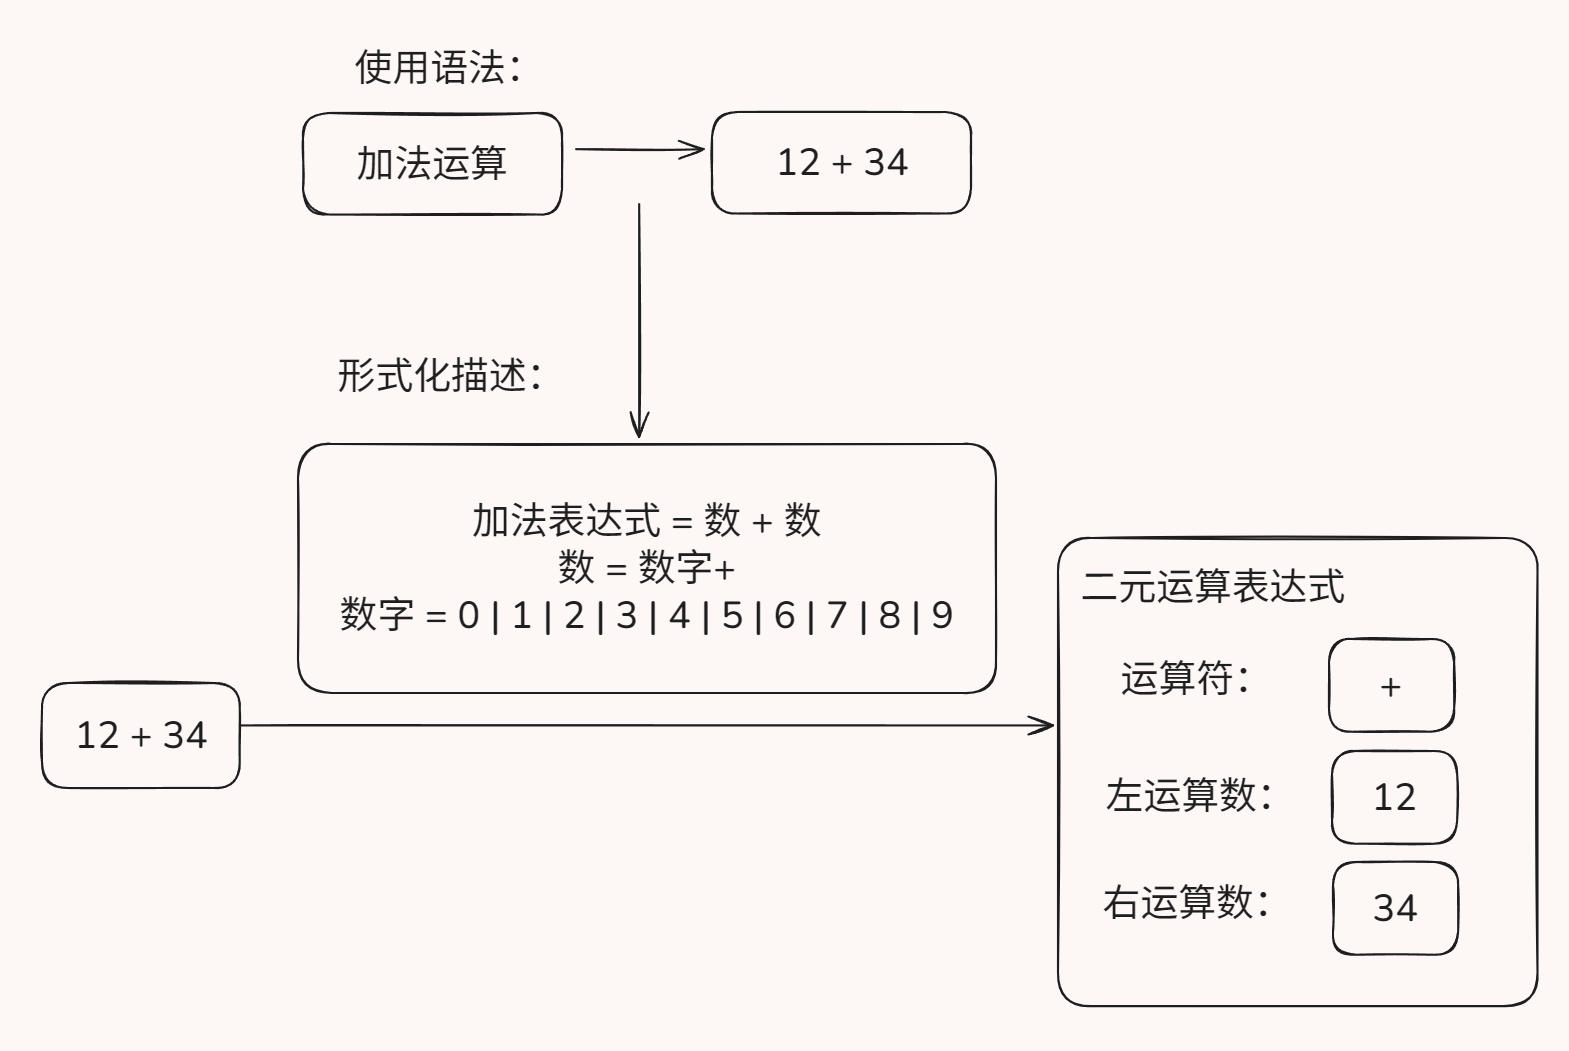 使用语法：
加法运算
12 + 34
形式化描述：
加法表达式 = 数 + 数
数 = 数字+
数字 = 0 | 1 | 2 | 3 | 4 | 5 | 6 | 7 | 8 | 9
12 + 34
二元运算表达式
运算符： +
左运算数： 12
右运算数： 34